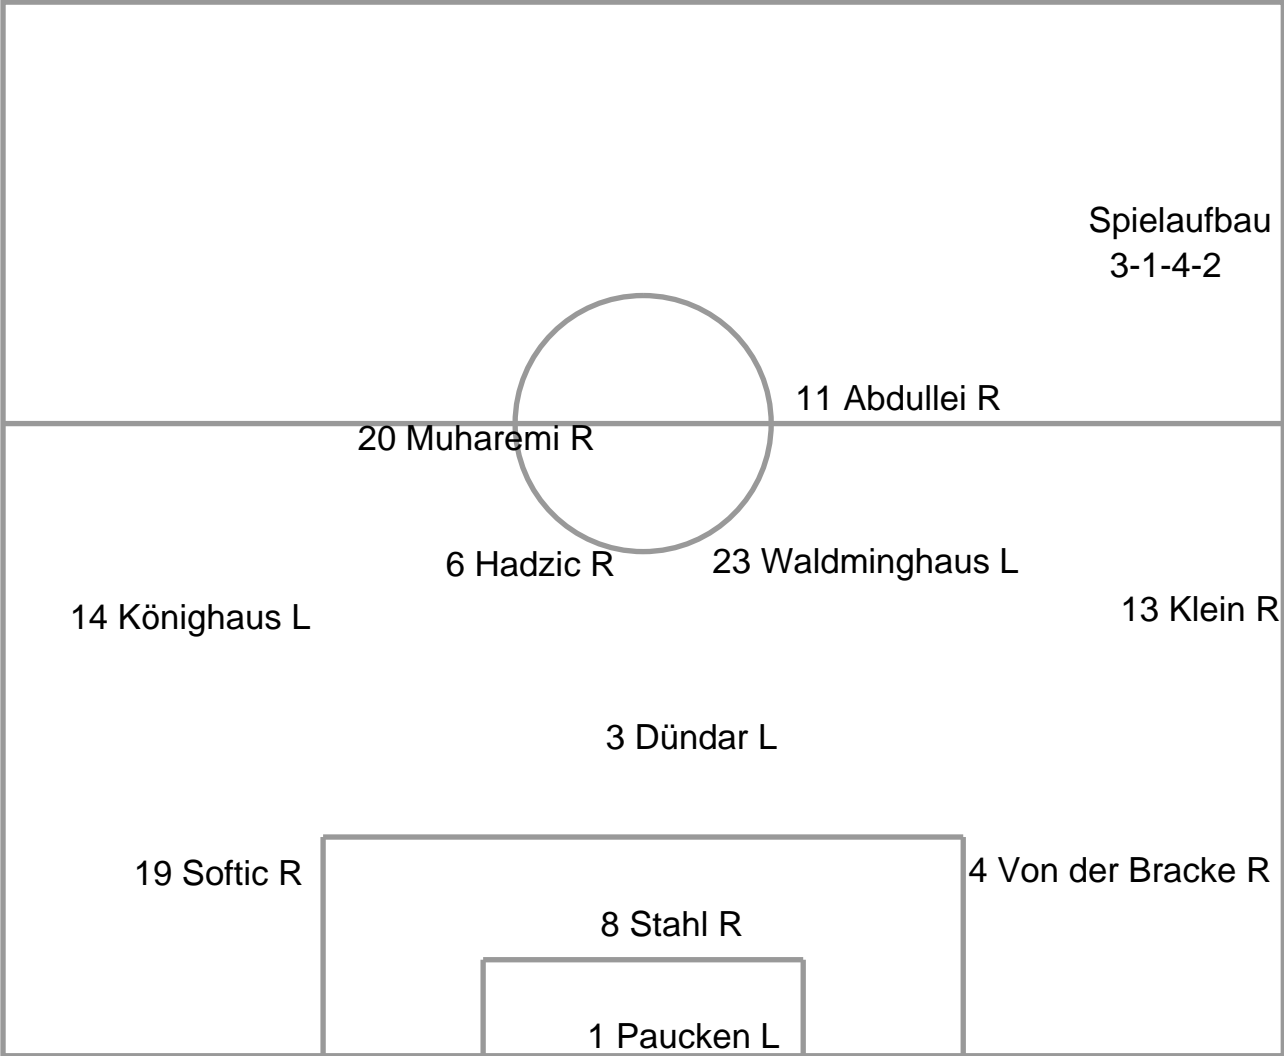 Spielaufbau
3-1-4-2
11 Abdullei R
20 Muharemi R
6 Hadzic R
23 Waldminghaus L
14 Könighaus L
13 Klein R
3 Dündar L
19 Softic R
4 Von der Bracke R
8 Stahl R
1 Paucken L